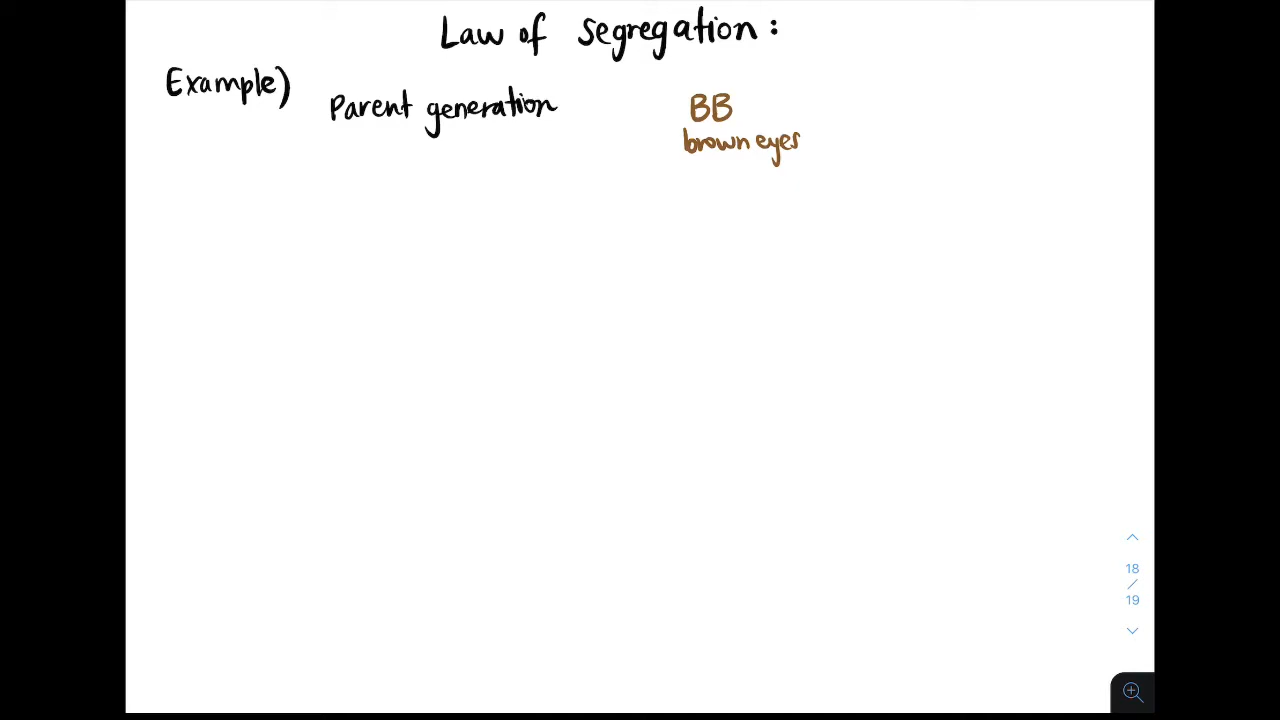 Law of segregation :
Example)
Parent generation
BB
brown eyes
18
/
19